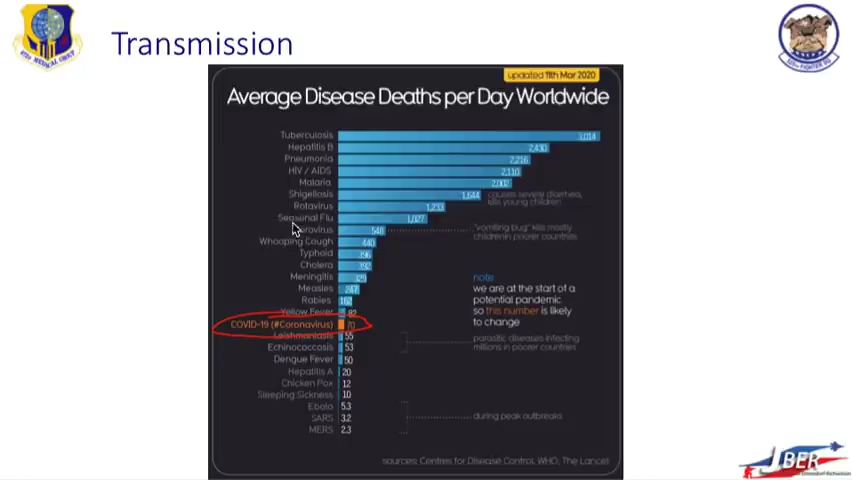 Transmission
updated 11th Mar 2020
Average Disease Deaths per Day Worldwide
Tuberculosis 3,014
Hepatitis B 2,430
Pneumonia 2,216
HIV / AIDS 2,110
Malaria 2,002
Shigellosis 1,644 causes severe diarrhea,
kills young children
Rotavirus 1,233
Seasonal Flu 1,027
548 "vomiting bug" kills mostly
children in poorer countries
Whooping Cough 440
Typhoid 396
Cholera 392
Meningitis
Measles 247
Rabies 162
Yellow Fever 82
COVID-19 (#Coronavirus) 70
Leishmaniasis 55
Echinococcosis 53
Dengue Fever 50
Hepatitis A 20
Chicken Pox 12
Sleeping Sickness 10
Ebola 5.3
SARS 3.2
MERS 2.3
note
we are at the start of a
potential pandemic
so this number is likely
to change
parasitic diseases infecting
millions in poorer countries
during peak outbreaks
sources: Centres for Disease Control, WHO, The Lancet
JBER